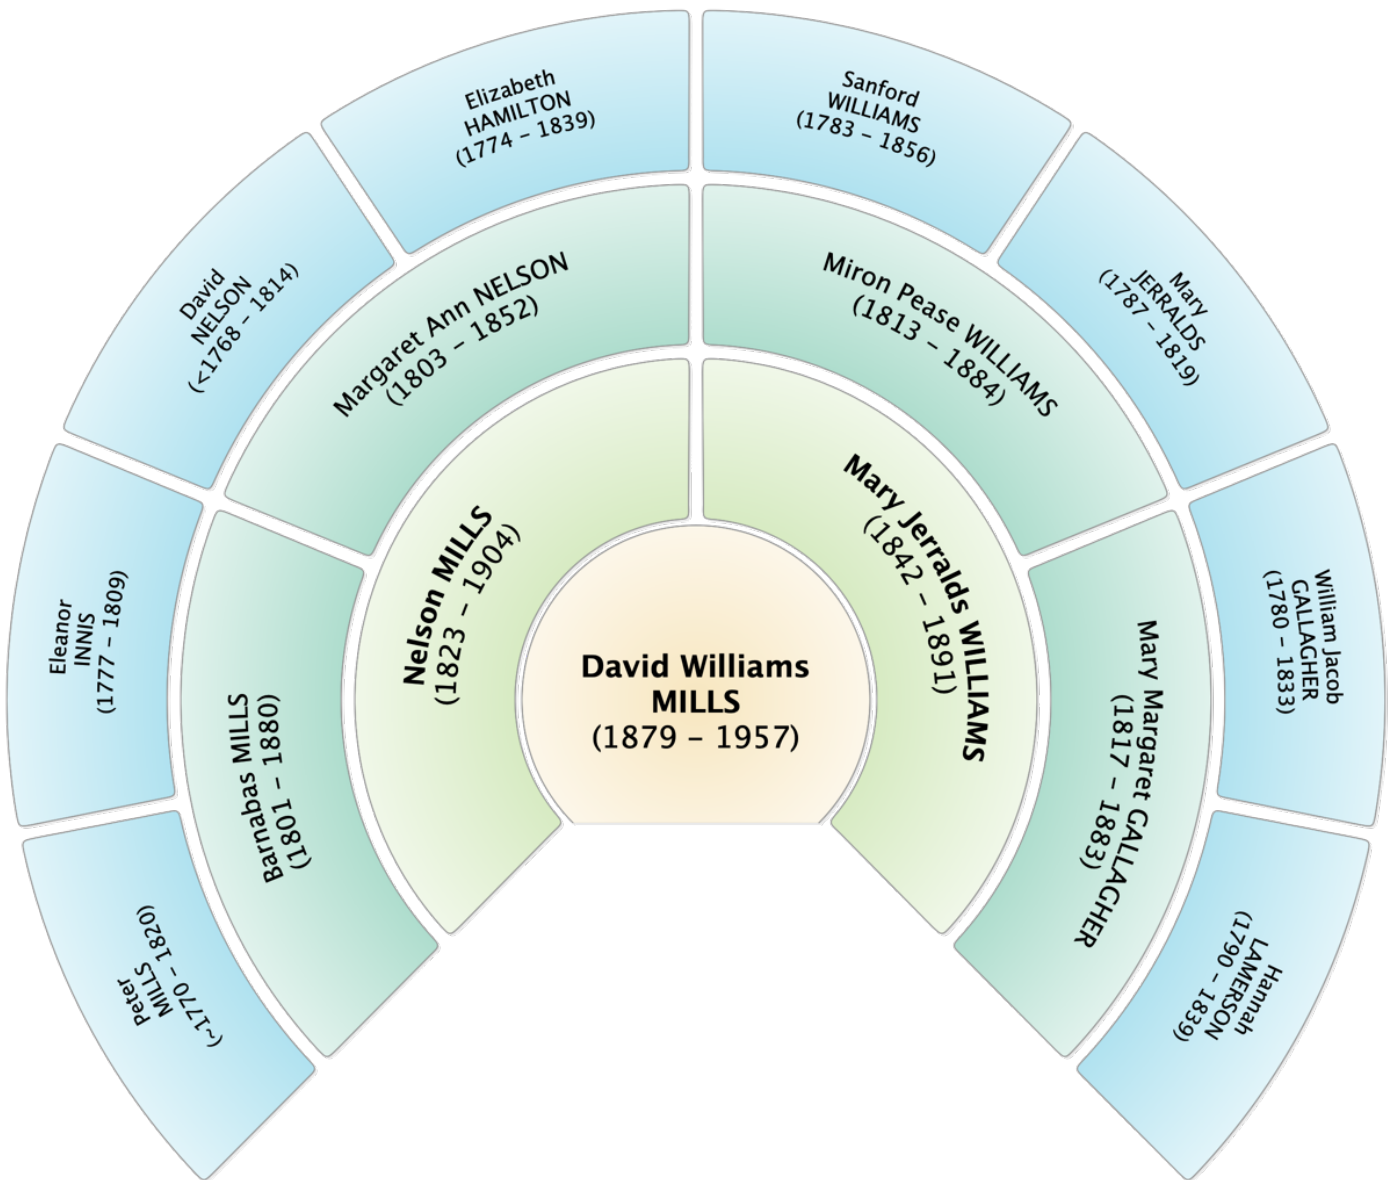 Elizabeth
HAMILTON
(1774 – 1839)
Sanford
WILLIAMS
(1783 – 1856)
David
NELSON
(<1768 – 1814)
Margaret Ann NELSON
(1803 – 1852)
Miron Pease WILLIAMS
(1813 – 1884)
Mary
JERRALDS
(1787 – 1819)
Eleanor
INNIS
(1777 – 1809)
Nelson MILLS
(1823 – 1904)
Mary Jerralds WILLIAMS
(1842 – 1891)
William Jacob
GALLAGHER
(1780 – 1833)
David Williams
MILLS
(1879 – 1957)
Barnabas MILLS
(1801 – 1880)
Mary Margaret GALLAGHER
(1817 – 1883)
Peter
MILLS
(~1770 – 1820)
Hannah
LAMERSON
(1790 – 1839)